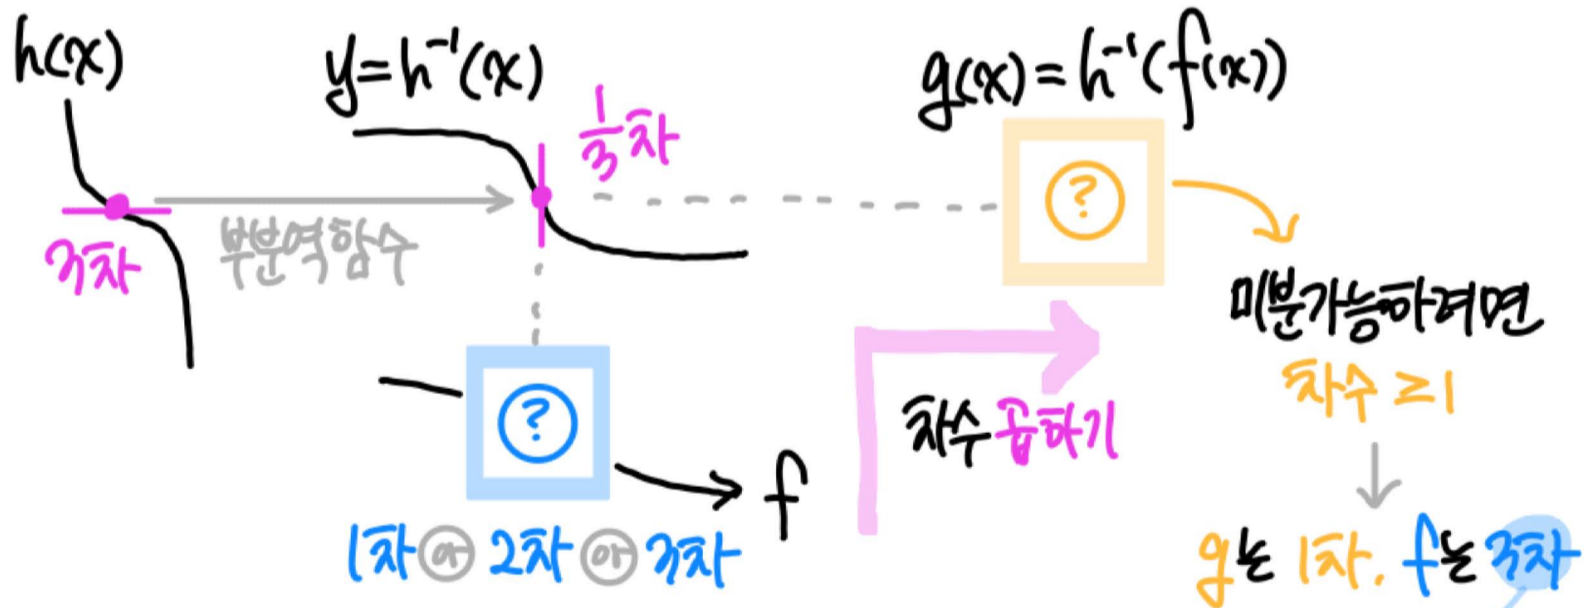 h(x)
y=h⁻¹(x)
g(x)=h⁻¹(f(x))
1/3차
?
부분역함수
3차
미분가능하려면
차수 ≥1
?
차수 곱하기
f
1차 or 2차 or 3차
g는 1차. f는 3차